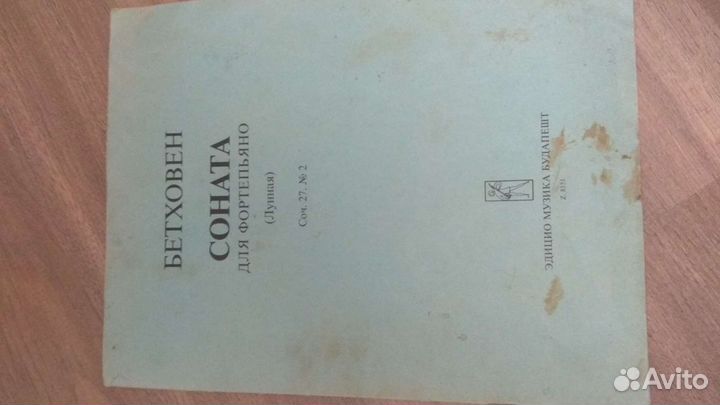 БЕТХОВЕН
СОНАТА
ДЛЯ ФОРТЕПЬЯНО
(Лунная)
Соч. 27. № 2
ЭДИЦИО МУЗИКА БУДАПЕШТ
Avito